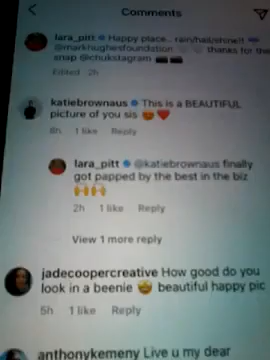 Comments
lara_pitt Happy place.. rain/hail/shine!!
@markhughesfoundation thanks for the
snap @chukstagram
Edited 2h
katiebrownaus This is a BEAUTIFUL
picture of you sis 😍❤️
6h 1 like Reply
lara_pitt @katiebrownaus finally
got papped by the best in the biz
🙌🙌
2h 1 like Reply
View 1 more reply
jadecoopercreative How good do you
look in a beenie 🤩 beautiful happy pic
5h 1 like Reply
anthonykemeny Live u my dear